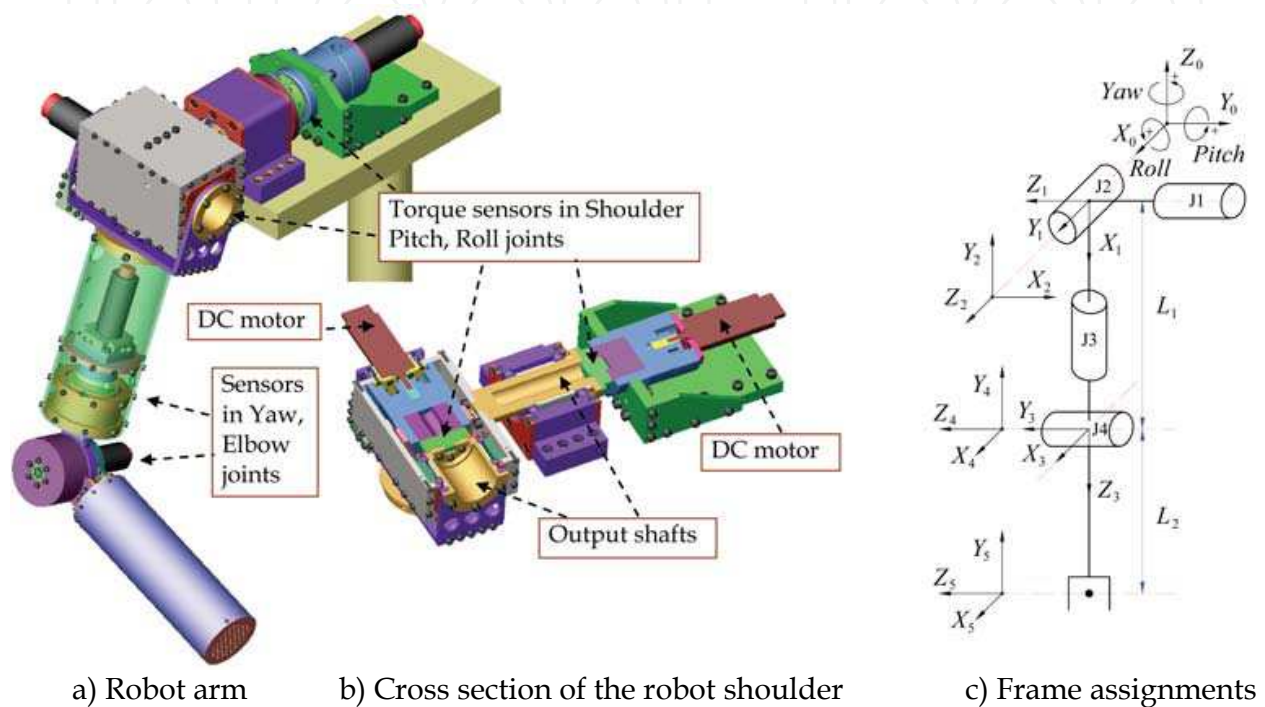 Torque sensors in Shoulder
Pitch, Roll joints
DC motor
Sensors
in Yaw,
Elbow
joints
DC motor
Output shafts
Z₀
Yaw
Y₀
X₀
Roll
Pitch
Z₁
J2
J1
Y₁
X₁
Y₂
X₂
Z₂
L₁
J3
Y₄
Z₄
Y₃
J4
X₄
X₃
Z₃
L₂
Y₅
Z₅
X₅
a) Robot arm
b) Cross section of the robot shoulder
c) Frame assignments